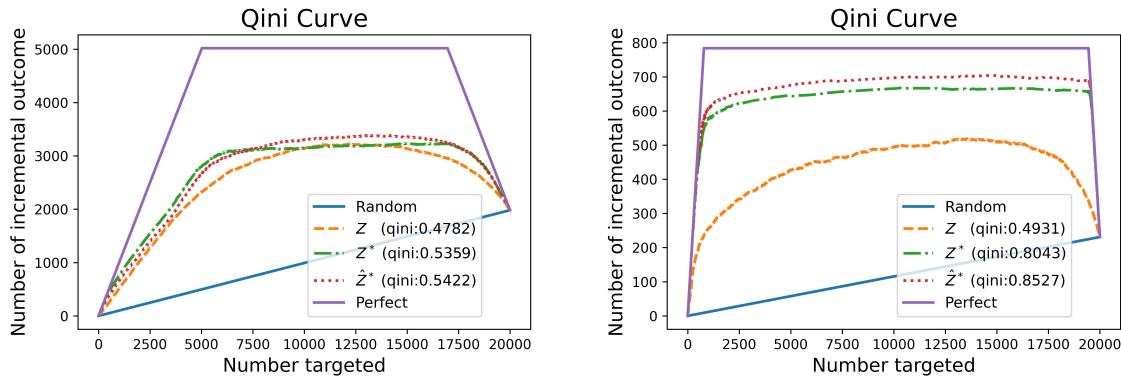 Qini Curve
Number of incremental outcome
5000
4000
3000
2000
1000
0
Random
Z (qini:0.4782)
Z* (qini:0.5359)
Ẑ* (qini:0.5422)
Perfect
0 2500 5000 7500 10000 12500 15000 17500 20000
Number targeted
Qini Curve
Number of incremental outcome
800
700
600
500
400
300
200
100
0
Random
Z (qini:0.4931)
Z* (qini:0.8043)
Ẑ* (qini:0.8527)
Perfect
0 2500 5000 7500 10000 12500 15000 17500 20000
Number targeted